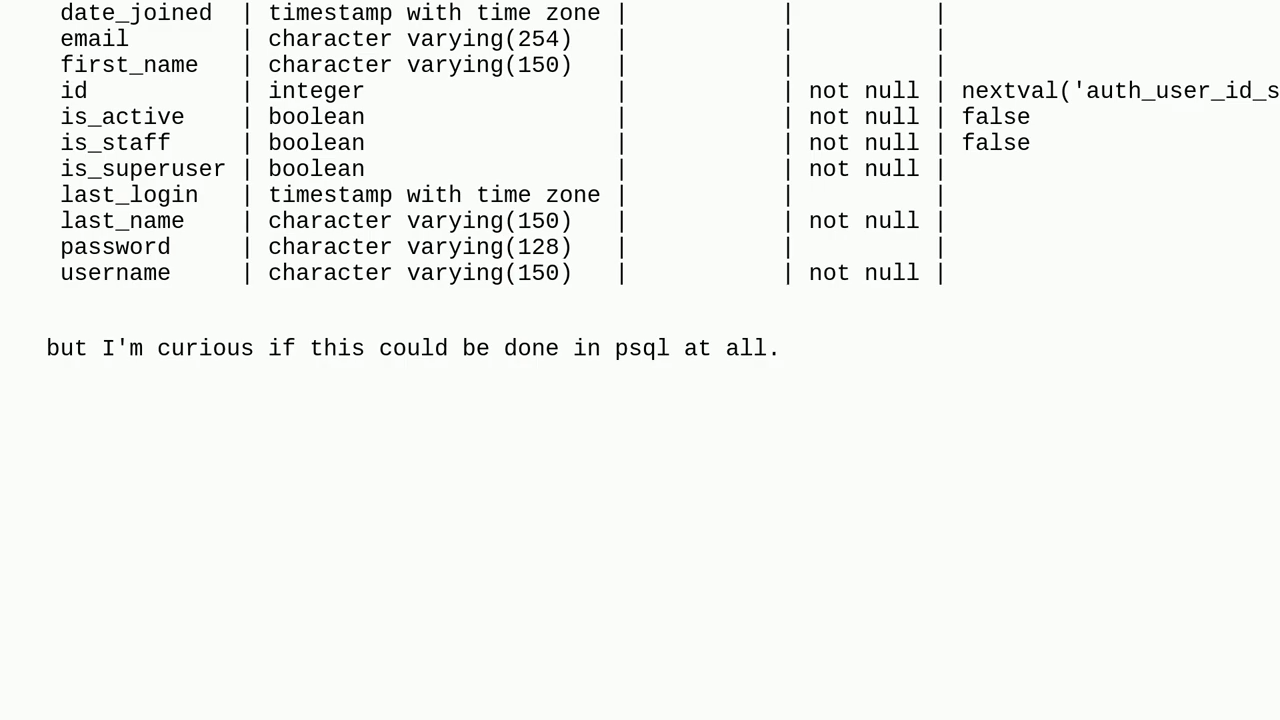 date_joined | timestamp with time zone | | |
email | character varying(254) | | |
first_name | character varying(150) | | |
id | integer | | not null | nextval('auth_user_id_s
is_active | boolean | | not null | false
is_staff | boolean | | not null | false
is_superuser | boolean | | not null |
last_login | timestamp with time zone | | |
last_name | character varying(150) | | not null |
password | character varying(128) | | |
username | character varying(150) | | not null |
but I'm curious if this could be done in psql at all.